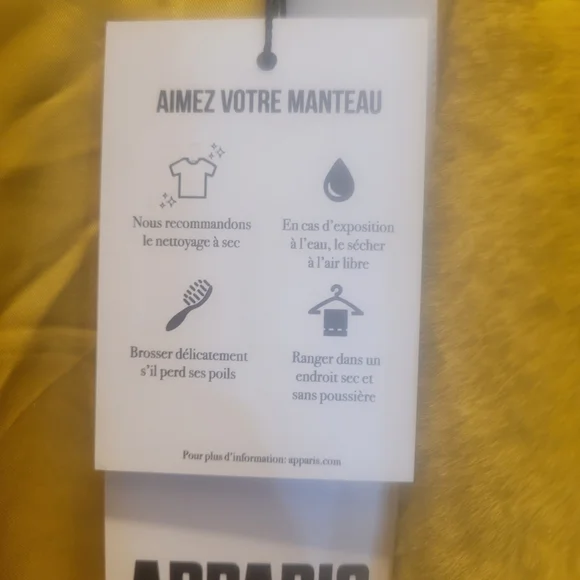 AIMEZ VOTRE MANTEAU
Nous recommandons
le nettoyage à sec
En cas d'exposition
à l'eau, le sécher
à l'air libre
Brosser délicatement
s'il perd ses poils
Ranger dans un
endroit sec et
sans poussière
Pour plus d'information: apparis.com
APPARIS